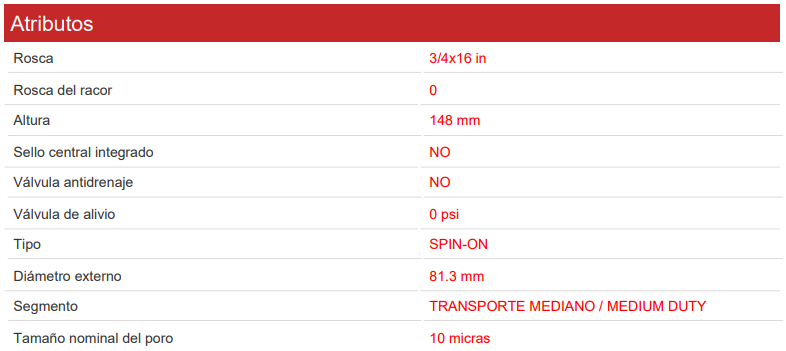 Atributos
Rosca 3/4x16 in
Rosca del racor 0
Altura 148 mm
Sello central integrado NO
Válvula antidrenaje NO
Válvula de alivio 0 psi
Tipo SPIN-ON
Diámetro externo 81.3 mm
Segmento TRANSPORTE MEDIANO / MEDIUM DUTY
Tamaño nominal del poro 10 micras